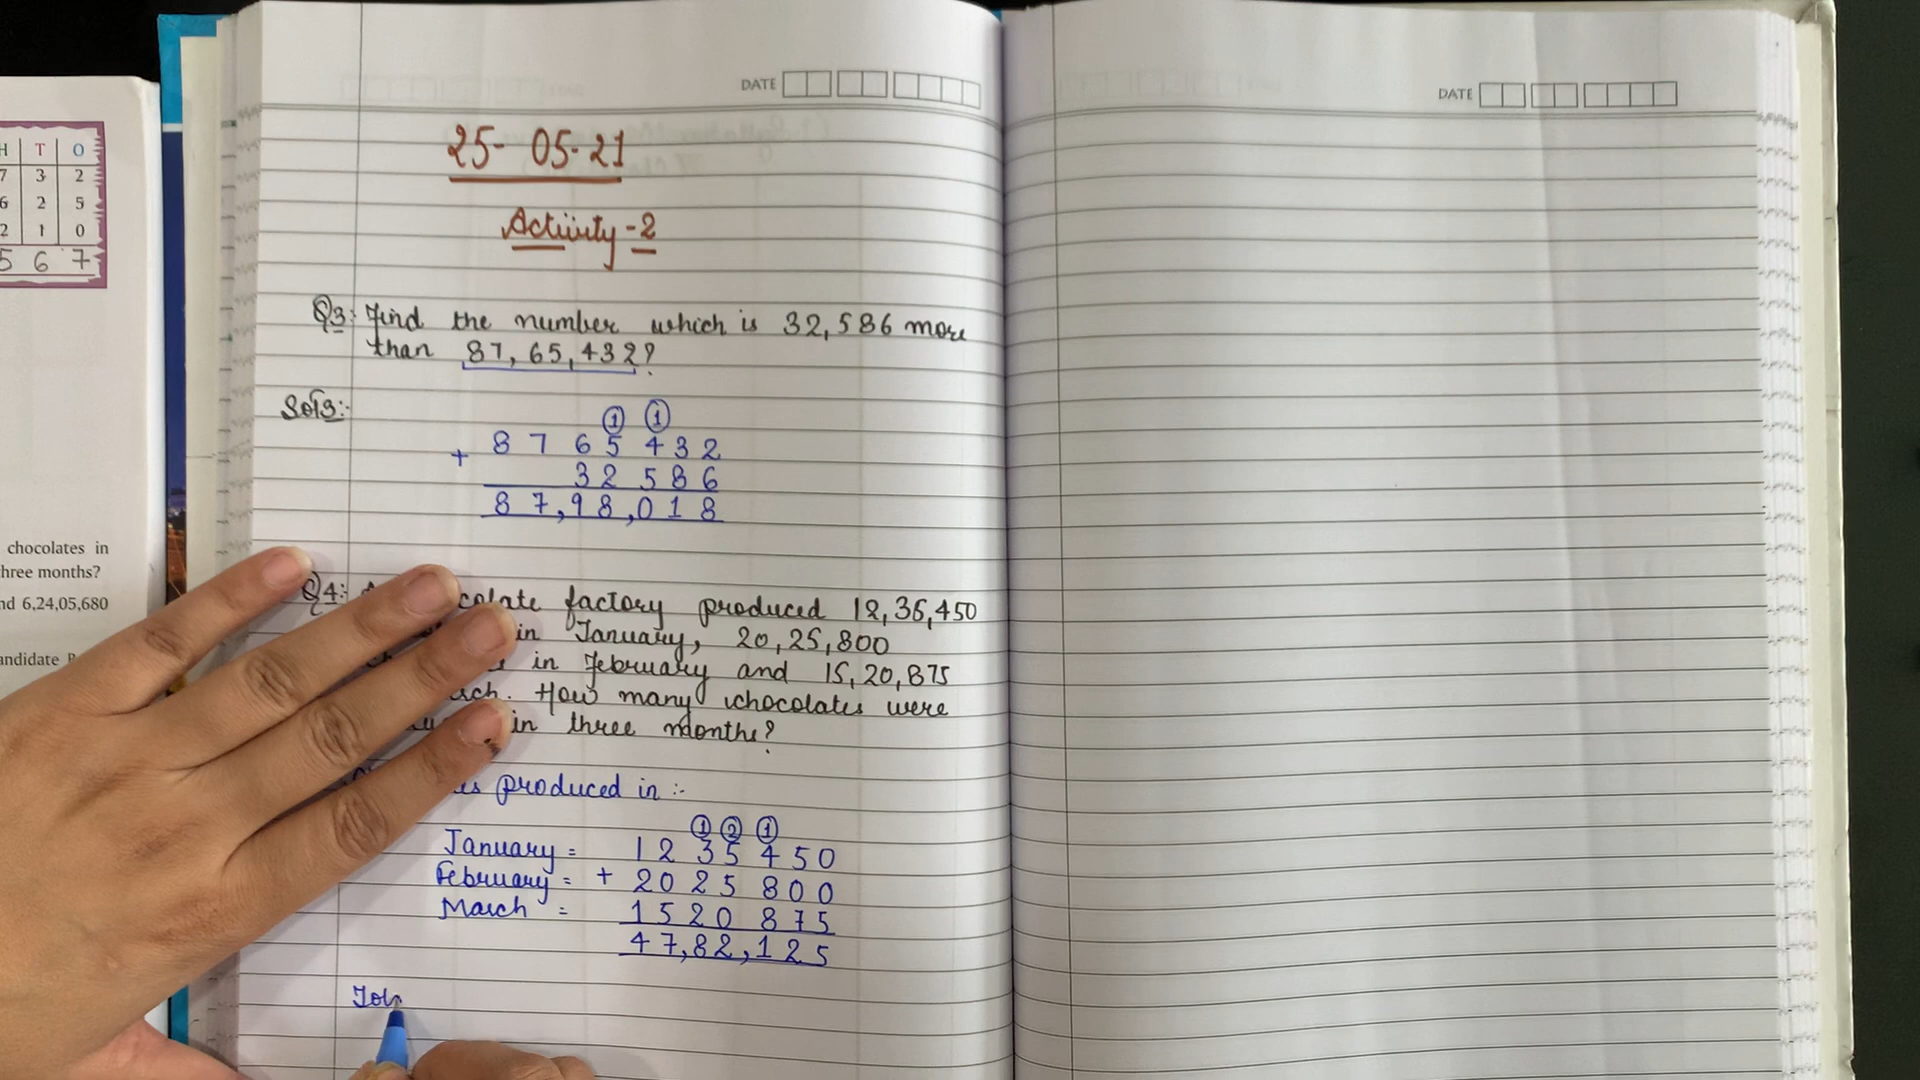 H T O
7 3 2
6 2 5
2 1 0
5 6 7
chocolates in
three months?
nd 6,24,05,680
andidate
DATE
25-05-21
Activity-2
Q3: Find the number which is 32,586 more
than 87,65,432?
Sol3:-
1 1
8 7 6 5 4 3 2
+ 3 2 5 8 6
8 7,9 8,0 1 8
Q4:- colate factory produced 12,35,450
in January, 20,25,800
in February and 15,20,875
ach. How many chocolates were
in three months?
es produced in :-
1 2 1
January = 1 2 3 5 4 5 0
February = + 2 0 2 5 8 0 0
March = 1 5 2 0 8 7 5
4 7,8 2,1 2 5
DATE